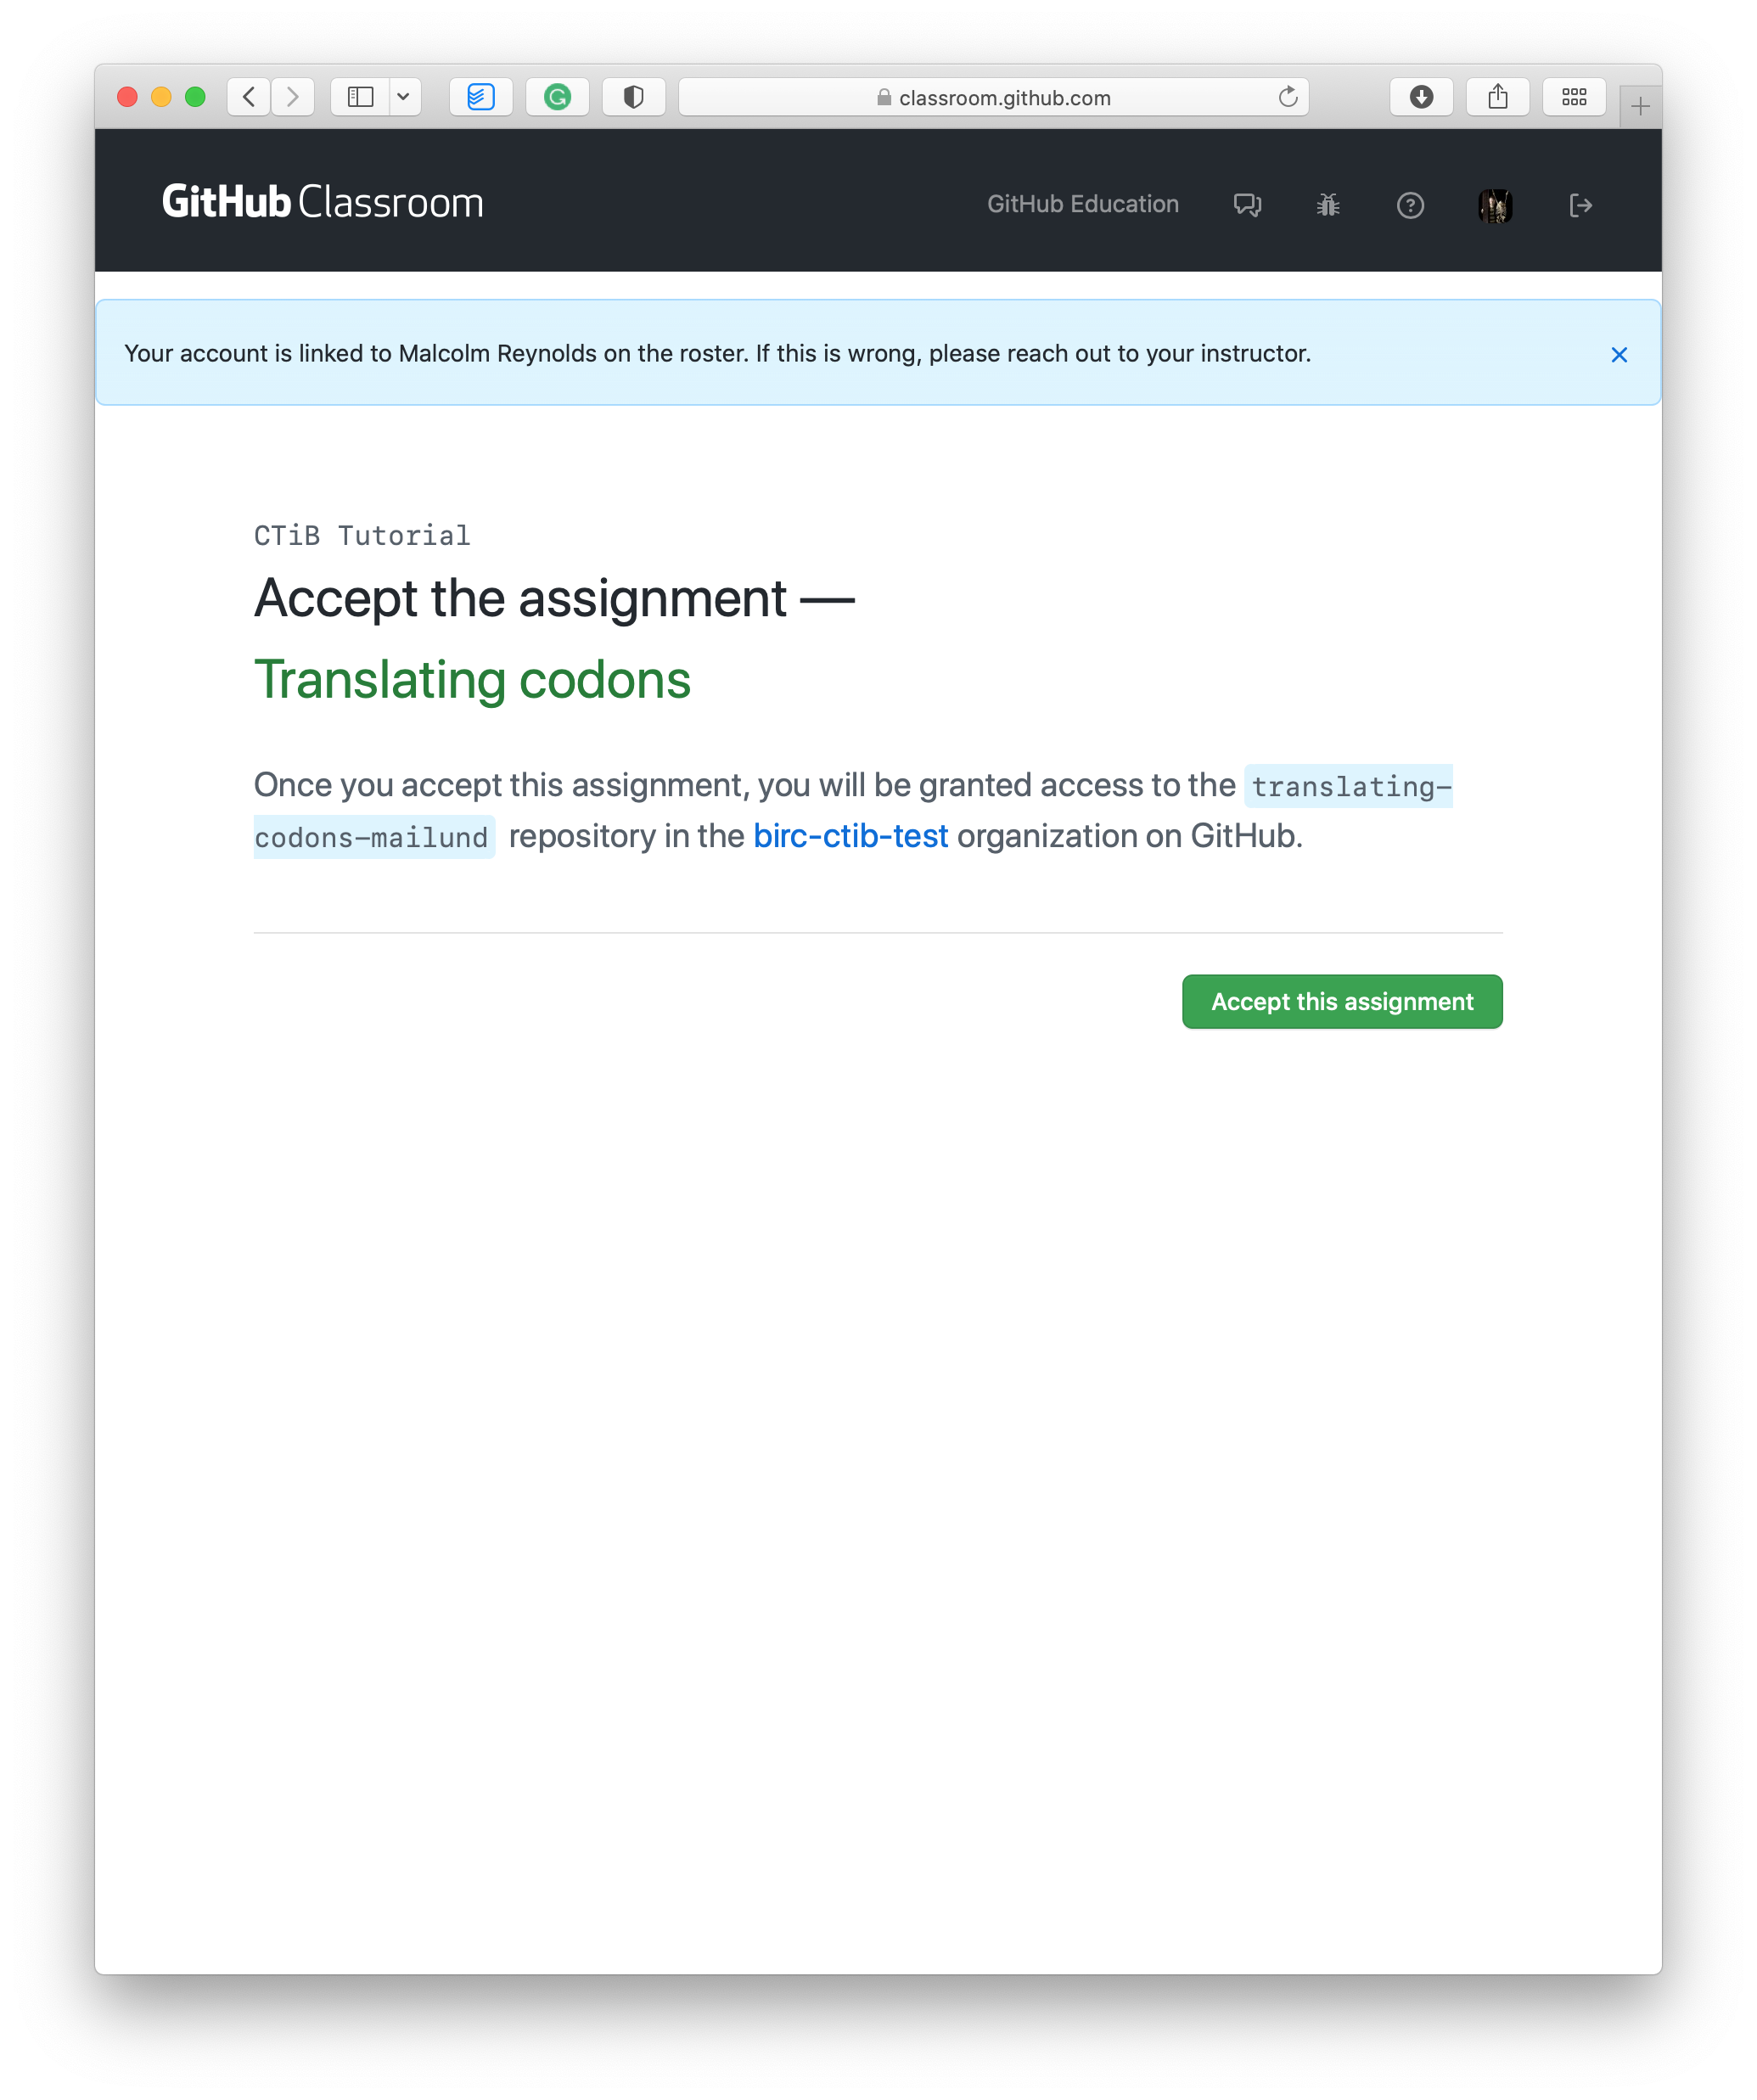 classroom.github.com
GitHub Classroom
GitHub Education
Your account is linked to Malcolm Reynolds on the roster. If this is wrong, please reach out to your instructor.
CTiB Tutorial
Accept the assignment —
Translating codons
Once you accept this assignment, you will be granted access to the translating-
codons-mailund repository in the birc-ctib-test organization on GitHub.
Accept this assignment